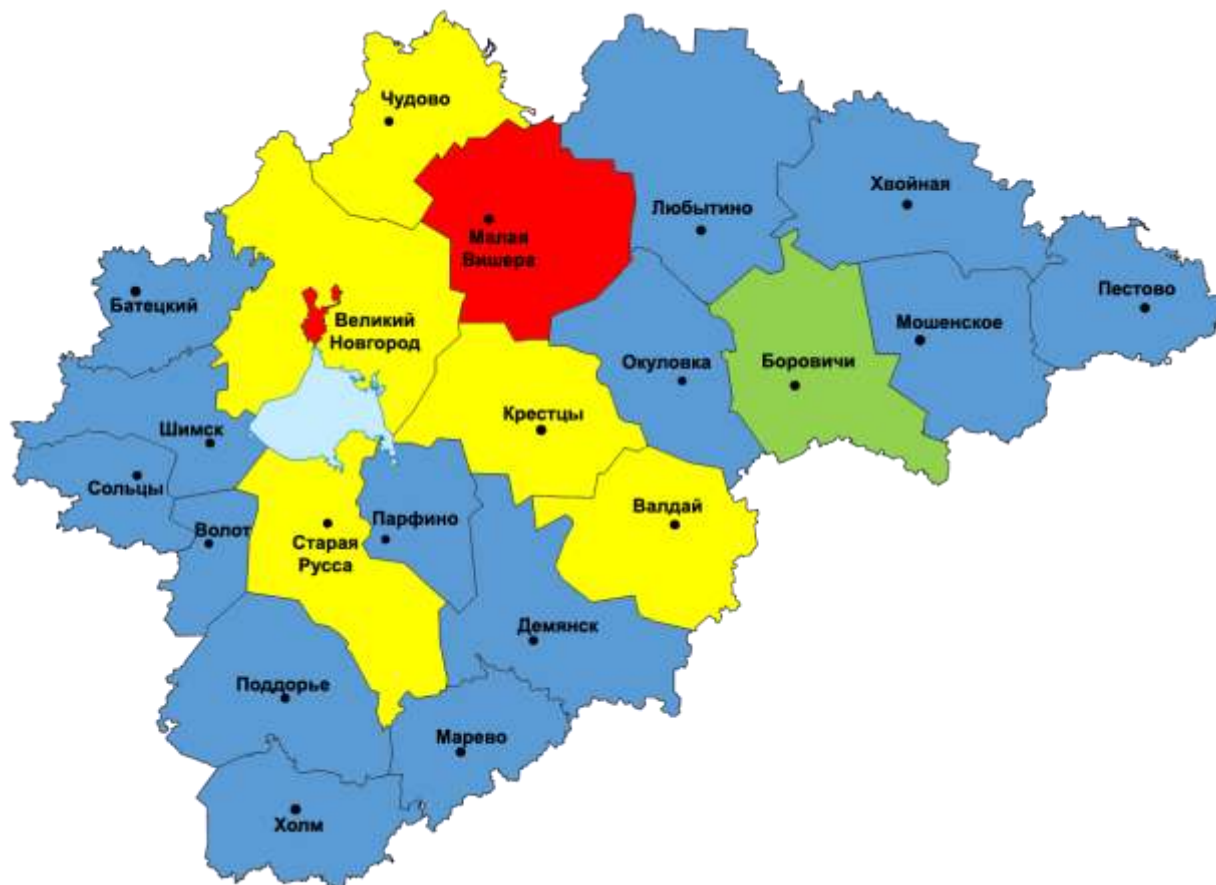 Чудово
Хвойная
Любытино
Малая
Вишера
Пестово
Батецкий
Великий
Новгород
Мошенское
Окуловка
Боровичи
Крестцы
Шимск
Сольцы
Валдай
Волот
Парфино
Старая
Русса
Демянск
Поддорье
Марево
Холм